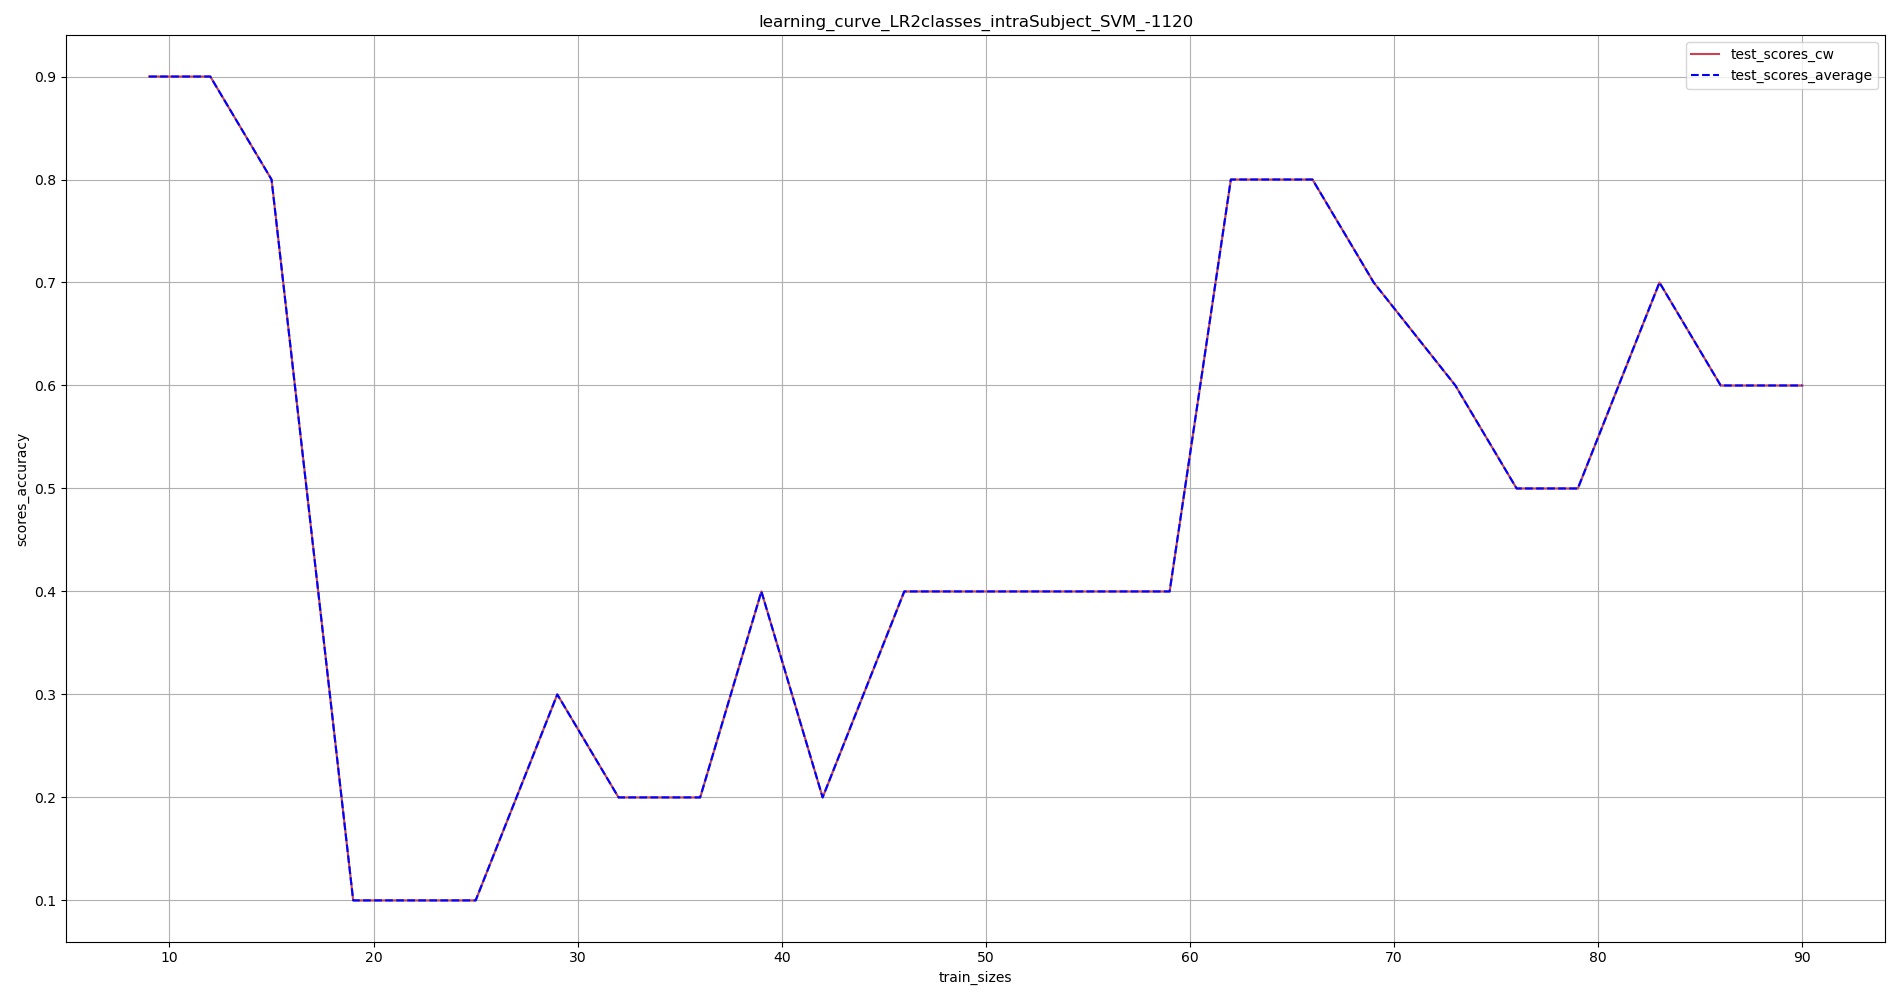 learning_curve_LR2classes_intraSubject_SVM_-1120
test_scores_cw
test_scores_average
0.9
0.8
0.7
0.6
0.5
0.4
0.3
0.2
0.1
scores_accuracy
10 20 30 40 50 60 70 80 90
train_sizes